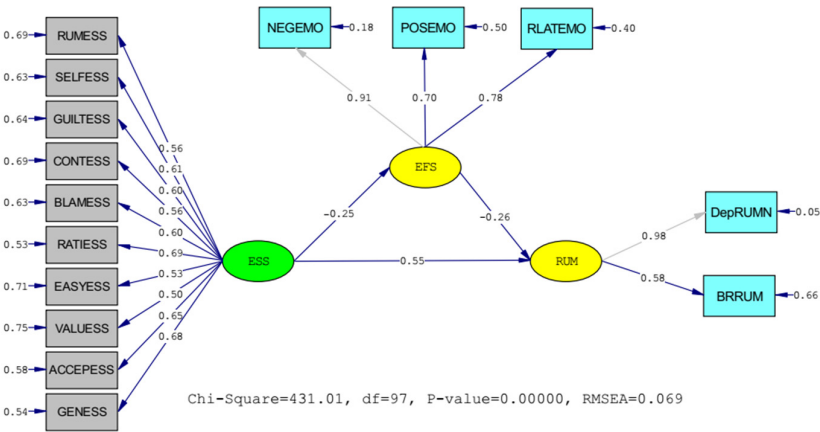 NEGEMO
0.18
POSEMO
0.50
RLATEMO
0.40
0.69
RUMESS
0.63
SELFESS
0.64
GUILTESS
0.69
CONTESS
0.63
BLAMESS
0.53
RATIESS
0.71
EASYESS
0.75
VALUESS
0.58
ACCEPESS
0.54
GENESS
0.56
0.61
0.60
0.56
0.60
0.69
0.53
0.50
0.65
0.68
0.91
0.70
0.78
EFS
-0.25
-0.26
ESS
0.55
RUM
0.98
DepRUMN
0.05
0.58
BRRUM
0.66
Chi-Square=431.01, df=97, P-value=0.00000, RMSEA=0.069